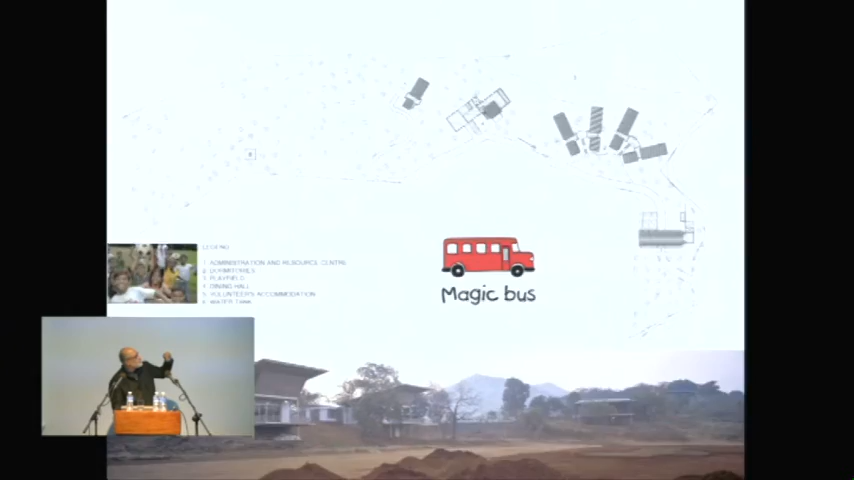 LEGEND
1 ADMINISTRATION AND RESOURCE CENTRE
2 DORMITORIES
3 PLAYFIELD
4 DINING HALL
5 VOLUNTEER'S ACCOMMODATION
6 WATER TANK
Magic bus